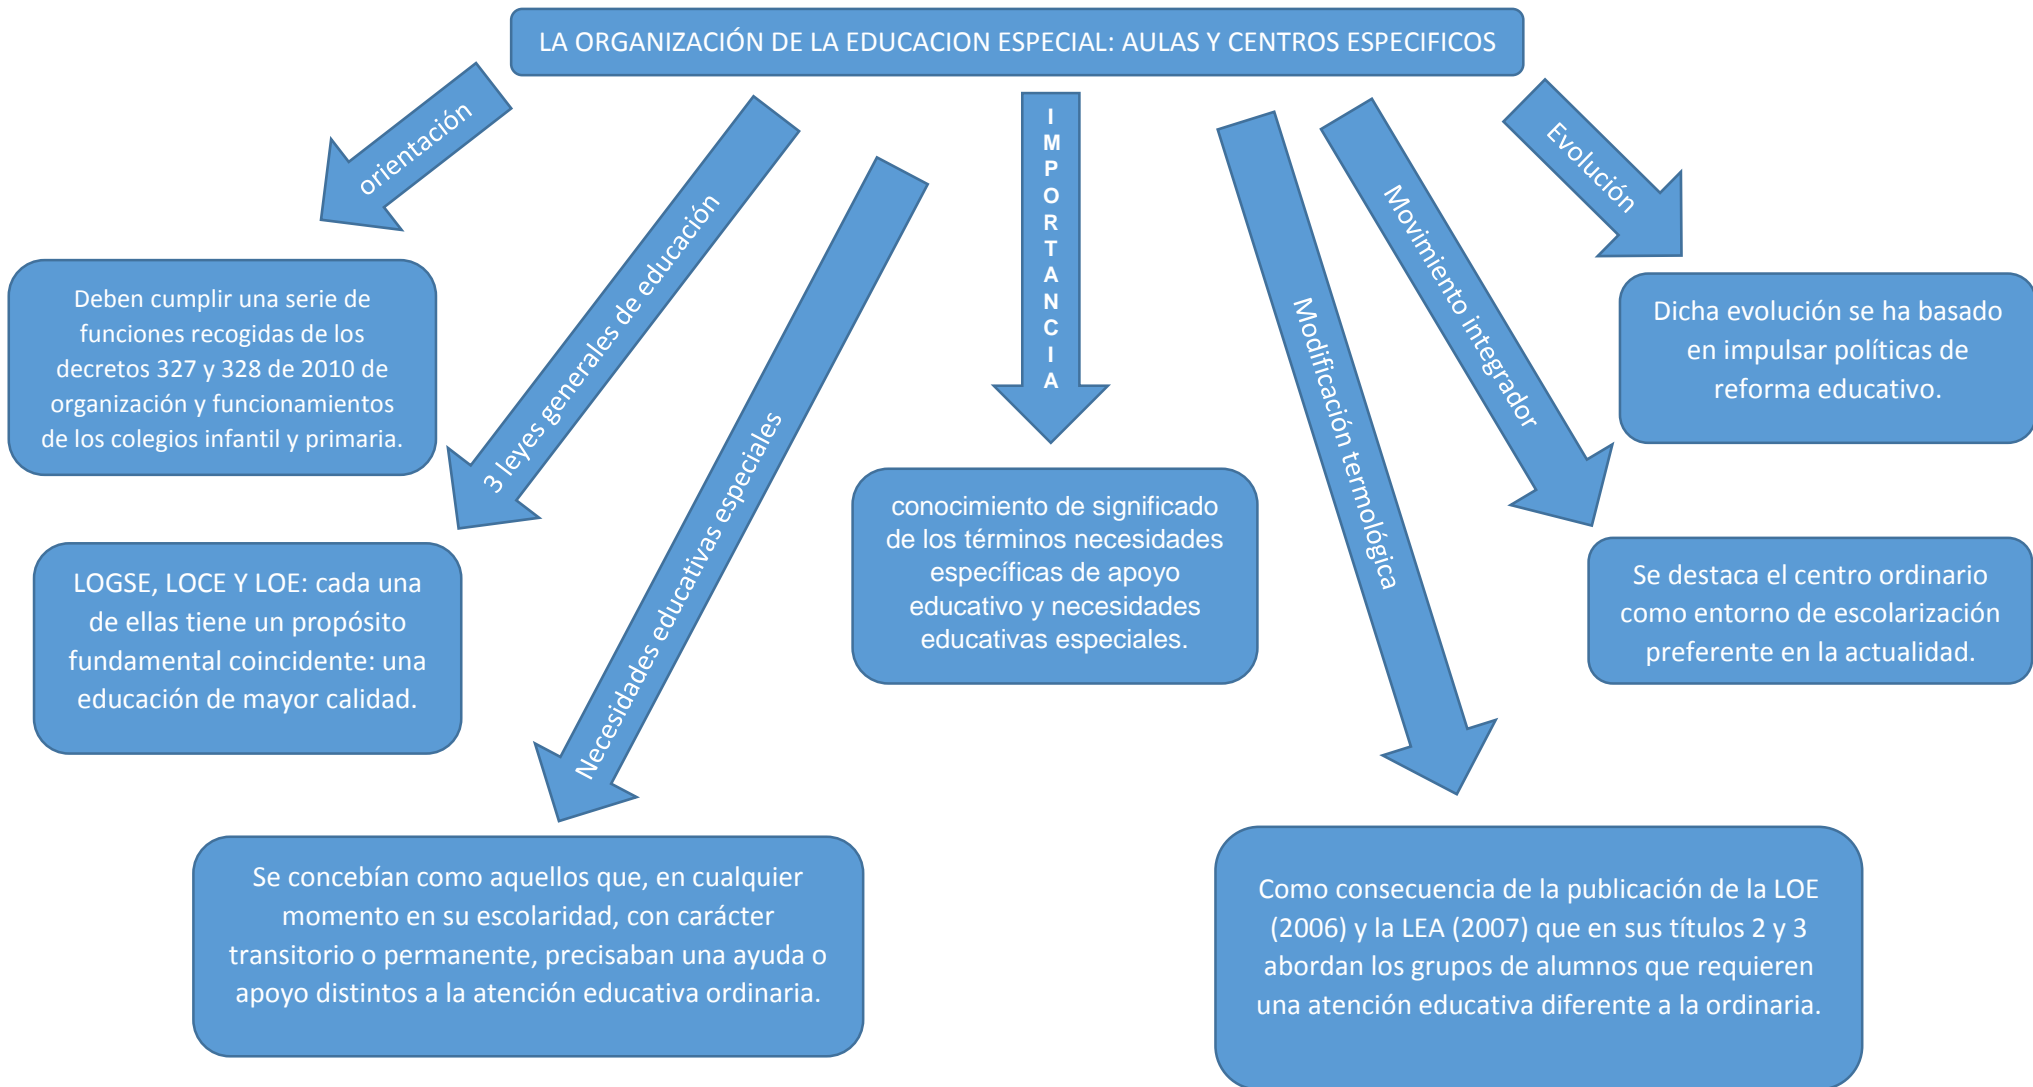 LA ORGANIZACIÓN DE LA EDUCACION ESPECIAL: AULAS Y CENTROS ESPECIFICOS
orientación
Deben cumplir una serie de
funciones recogidas de los
decretos 327 y 328 de 2010 de
organización y funcionamientos
de los colegios infantil y primaria.
3 leyes generales de educación
LOGSE, LOCE Y LOE: cada una
de ellas tiene un propósito
fundamental coincidente: una
educación de mayor calidad.
Necesidades educativas especiales
Se concebían como aquellos que, en cualquier
momento en su escolaridad, con carácter
transitorio o permanente, precisaban una ayuda o
apoyo distintos a la atención educativa ordinaria.
IMPORTANCIA
conocimiento de significado
de los términos necesidades
específicas de apoyo
educativo y necesidades
educativas especiales.
Modificación termológica
Como consecuencia de la publicación de la LOE
(2006) y la LEA (2007) que en sus títulos 2 y 3
abordan los grupos de alumnos que requieren
una atención educativa diferente a la ordinaria.
Movimiento integrador
Se destaca el centro ordinario
como entorno de escolarización
preferente en la actualidad.
Evolución
Dicha evolución se ha basado
en impulsar políticas de
reforma educativo.